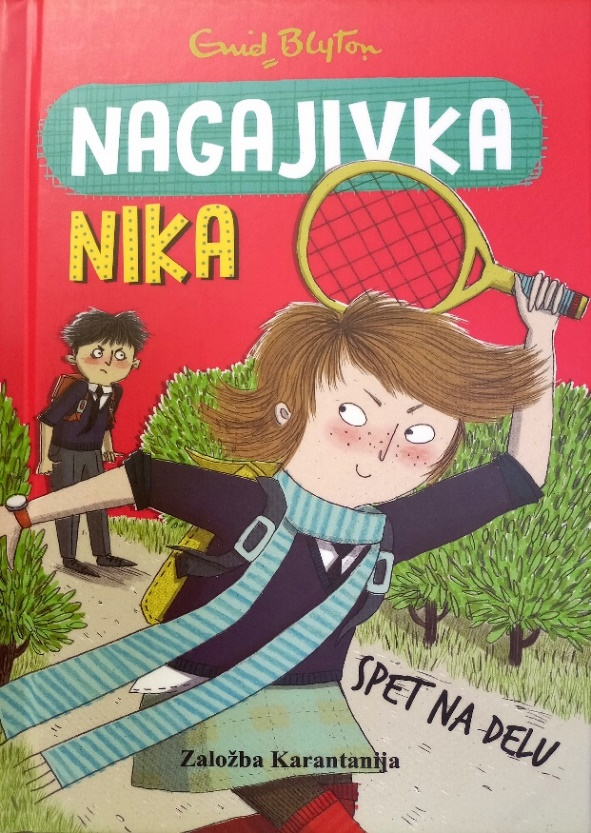 Enid Blyton
NAGAJIVKA
NIKA
SPET NA DELU
Založba Karantanija